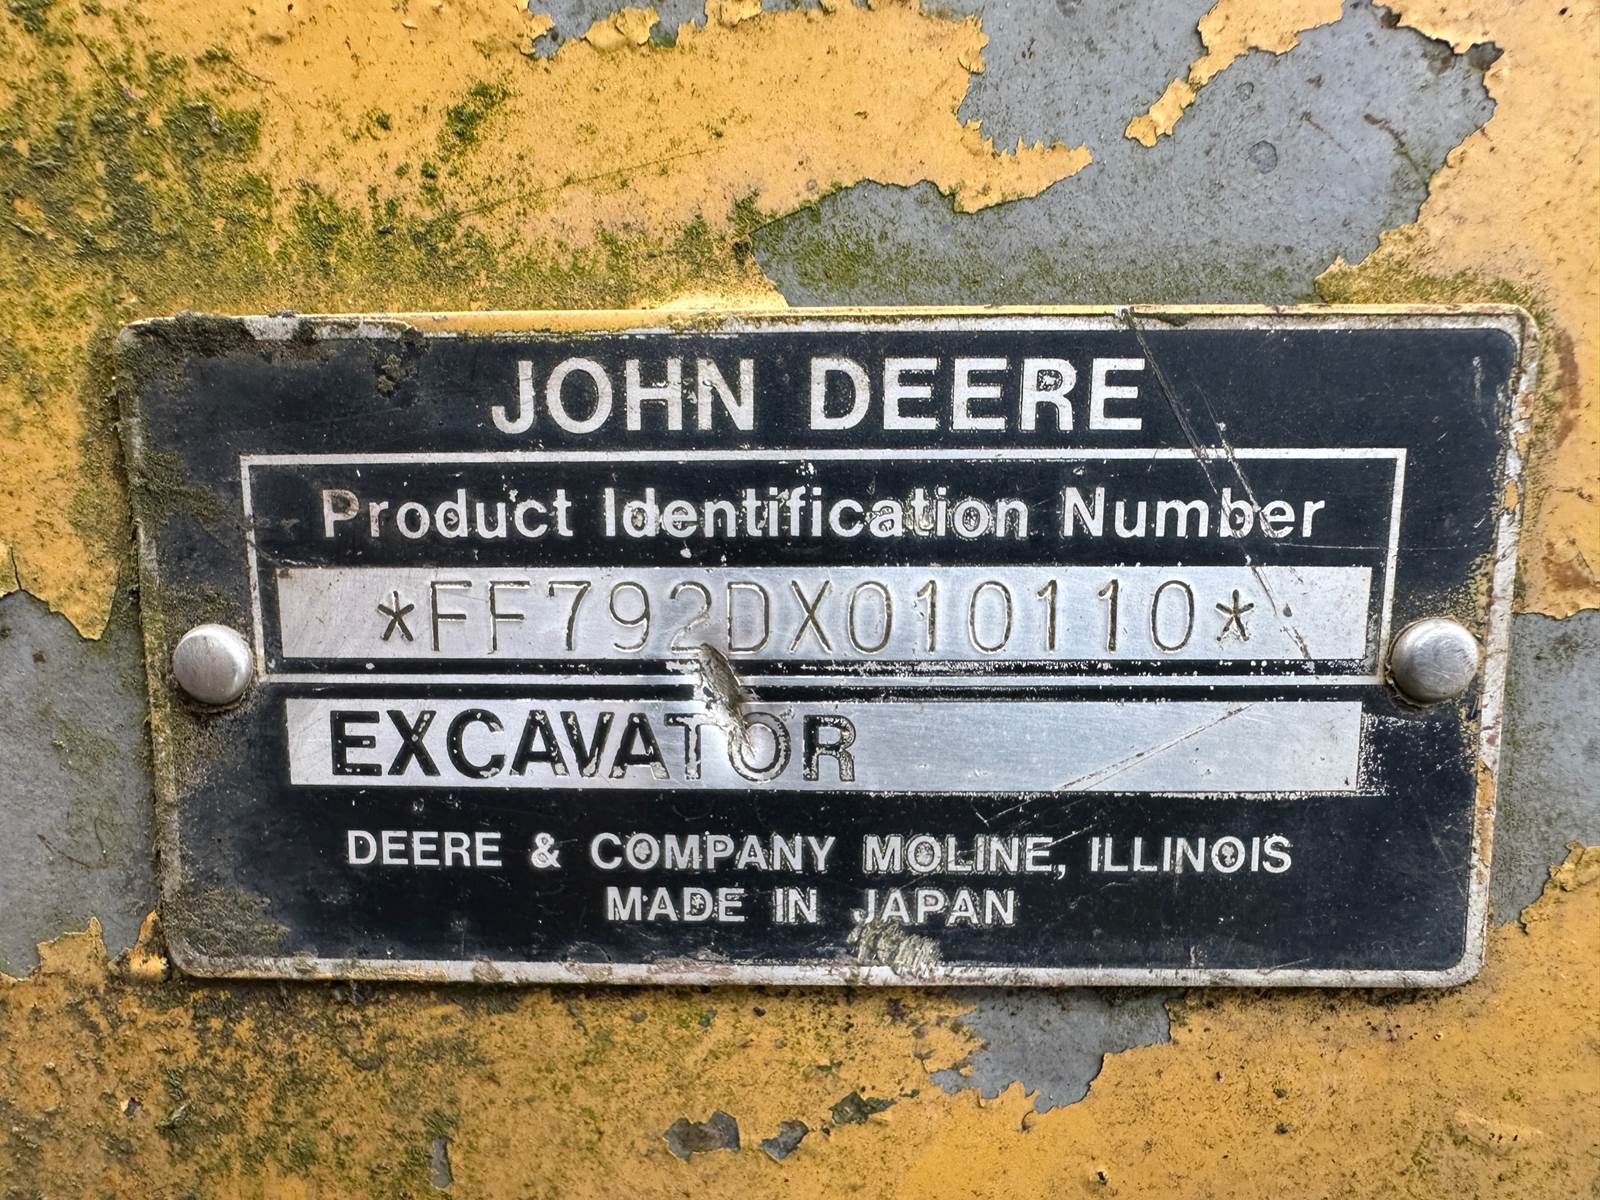 JOHN DEERE
Product Identification Number
*FF792DX010110*
EXCAVATOR
DEERE & COMPANY MOLINE, ILLINOIS
MADE IN JAPAN